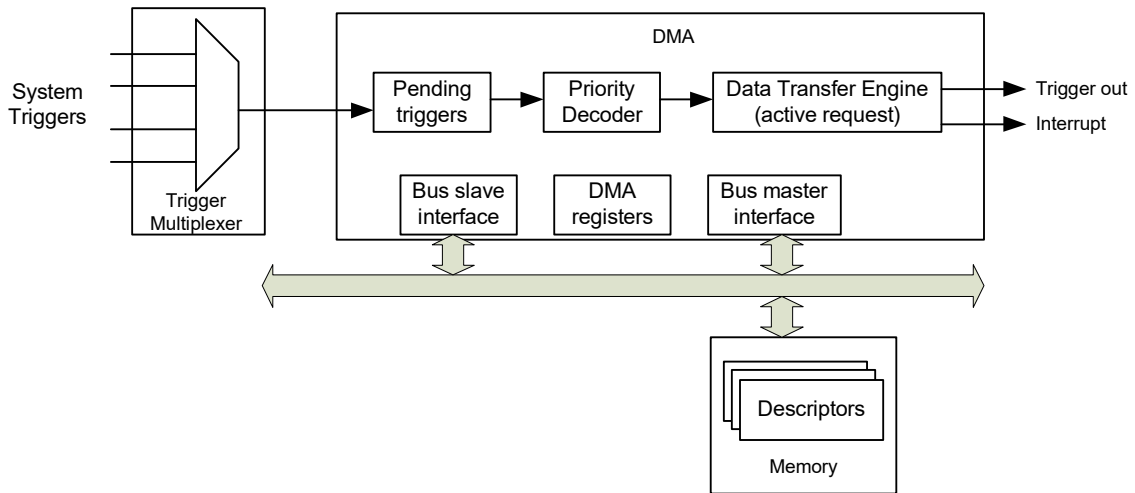 DMA
System
Triggers
Pending
triggers
Priority
Decoder
Data Transfer Engine
(active request)
Trigger out
Interrupt
Trigger
Multiplexer
Bus slave
interface
DMA
registers
Bus master
interface
Descriptors
Memory